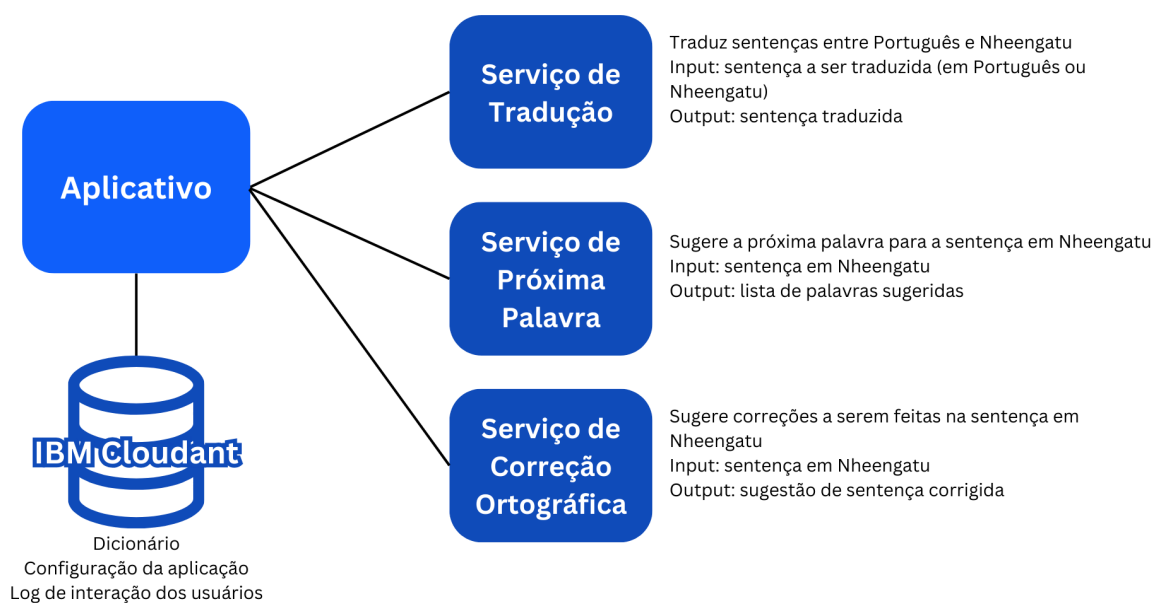 Aplicativo
IBM Cloudant
Dicionário
Configuração da aplicação
Log de interação dos usuários
Serviço de
Tradução
Traduz sentenças entre Português e Nheengatu
Input: sentença a ser traduzida (em Português ou
Nheengatu)
Output: sentença traduzida
Serviço de
Próxima
Palavra
Sugere a próxima palavra para a sentença em Nheengatu
Input: sentença em Nheengatu
Output: lista de palavras sugeridas
Serviço de
Correção
Ortográfica
Sugere correções a serem feitas na sentença em
Nheengatu
Input: sentença em Nheengatu
Output: sugestão de sentença corrigida